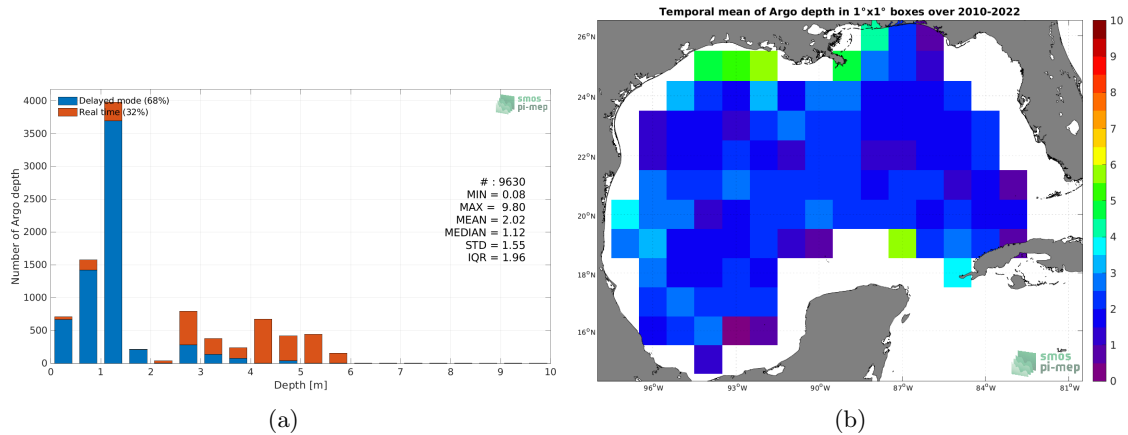 Delayed mode (68%)
Real time (32%)
smos
pi-mep
Number of Argo depth
4000
3500
3000
2500
2000
1500
1000
500
0
# : 9630
MIN = 0.08
MAX = 9.80
MEAN = 2.02
MEDIAN = 1.12
STD = 1.55
IQR = 1.96
0 1 2 3 4 5 6 7 8 9 10
Depth [m]
(a)
Temporal mean of Argo depth in 1°x1° boxes over 2010-2022
26°N
24°N
22°N
20°N
18°N
16°N
96°W 93°W 90°W 87°W 84°W 81°W
10
9
8
7
6
5
4
3
2
1
0
smos
pi-mep
(b)